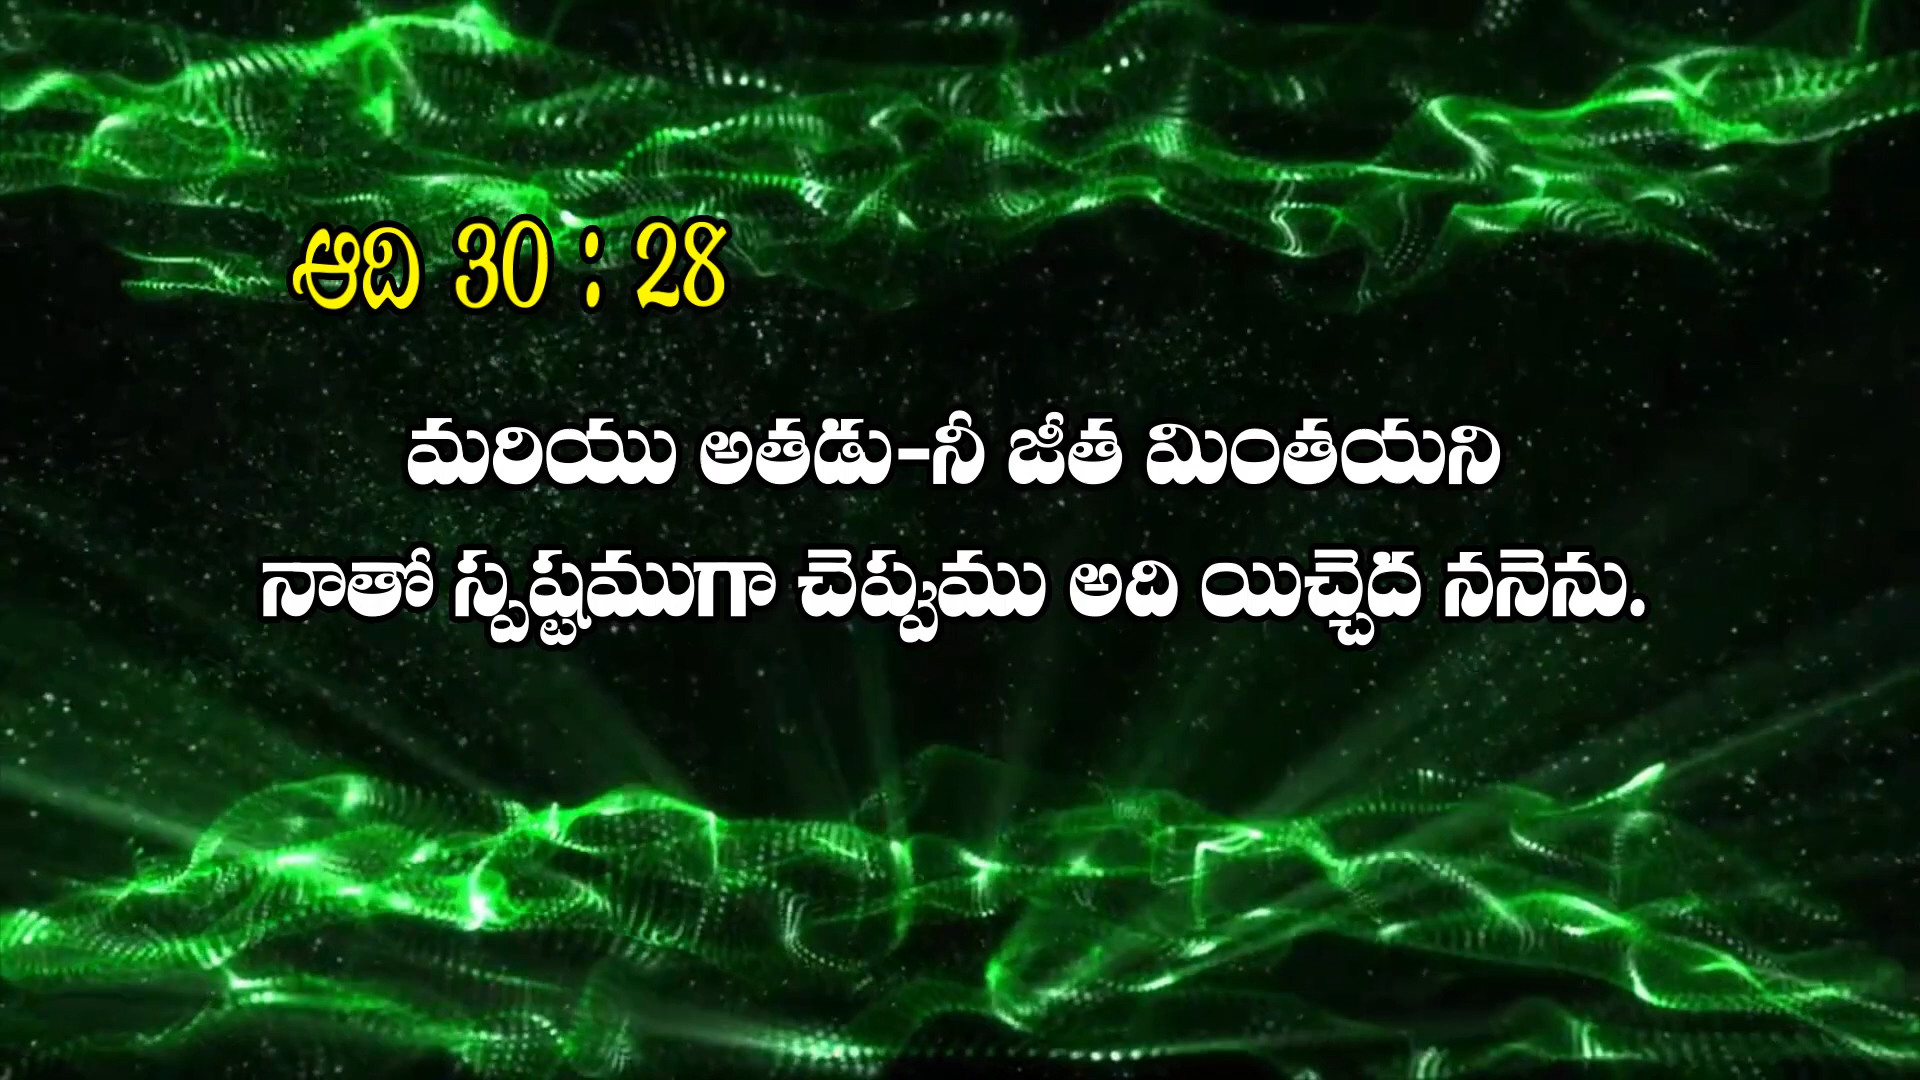 ఆది 30 : 28
మరియు అతడు-నీ జీత మింతయని
నాతో స్పష్టముగా చెప్పుము అది యిచ్చెద ననెను.